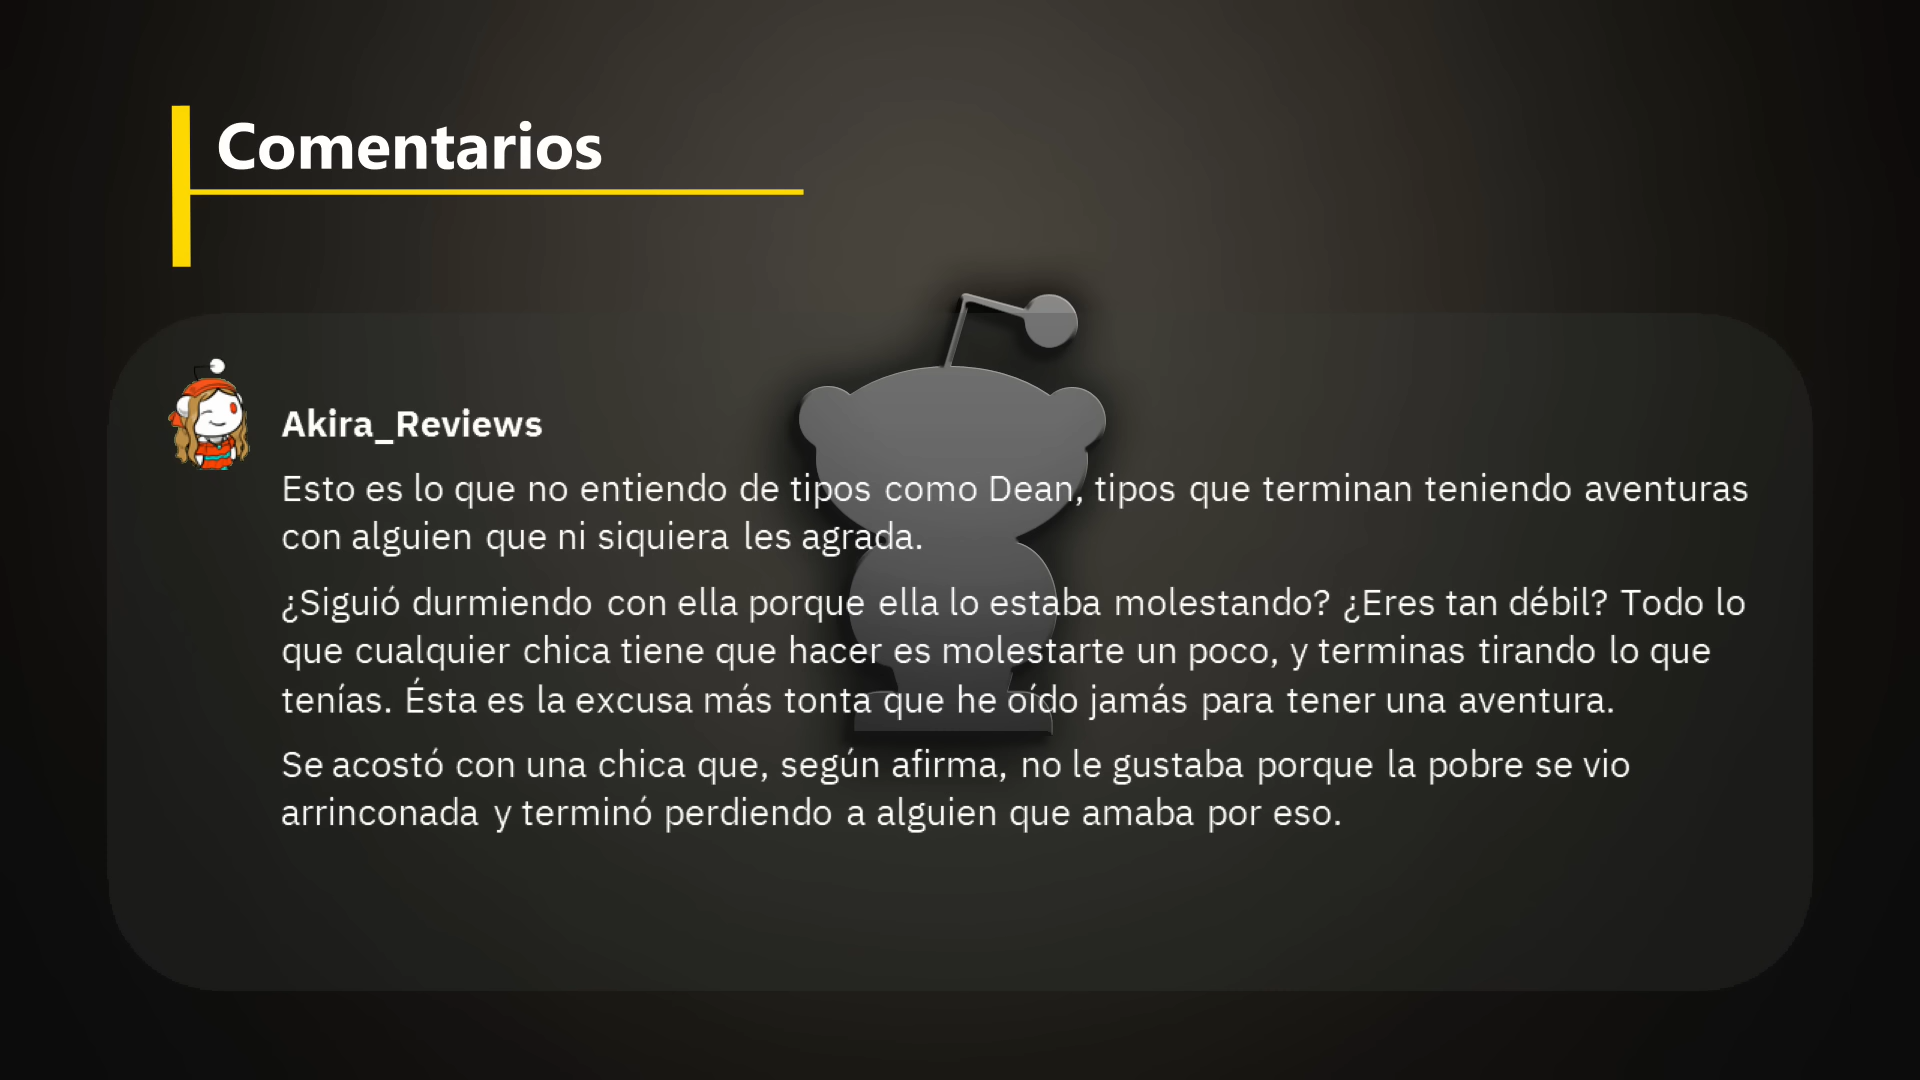 Comentarios
Akira_Reviews
Esto es lo que no entiendo de tipos como Dean, tipos que terminan teniendo aventuras
con alguien que ni siquiera les agrada.
¿Siguió durmiendo con ella porque ella lo estaba molestando? ¿Eres tan débil? Todo lo
que cualquier chica tiene que hacer es molestarte un poco, y terminas tirando lo que
tenías. Ésta es la excusa más tonta que he oído jamás para tener una aventura.
Se acostó con una chica que, según afirma, no le gustaba porque la pobre se vio
arrinconada y terminó perdiendo a alguien que amaba por eso.